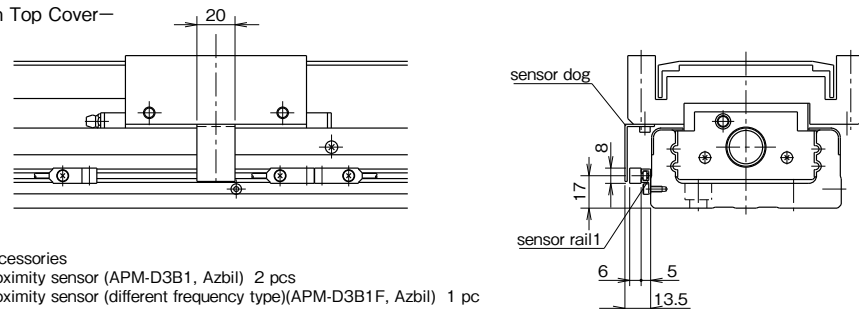 Top Cover−
20
sensor dog
8
17
sensor rail1
6
5
13.5
cessories
oximity sensor (APM-D3B1, Azbil) 2 pcs
oximity sensor (different frequency type)(APM-D3B1F, Azbil) 1 pc